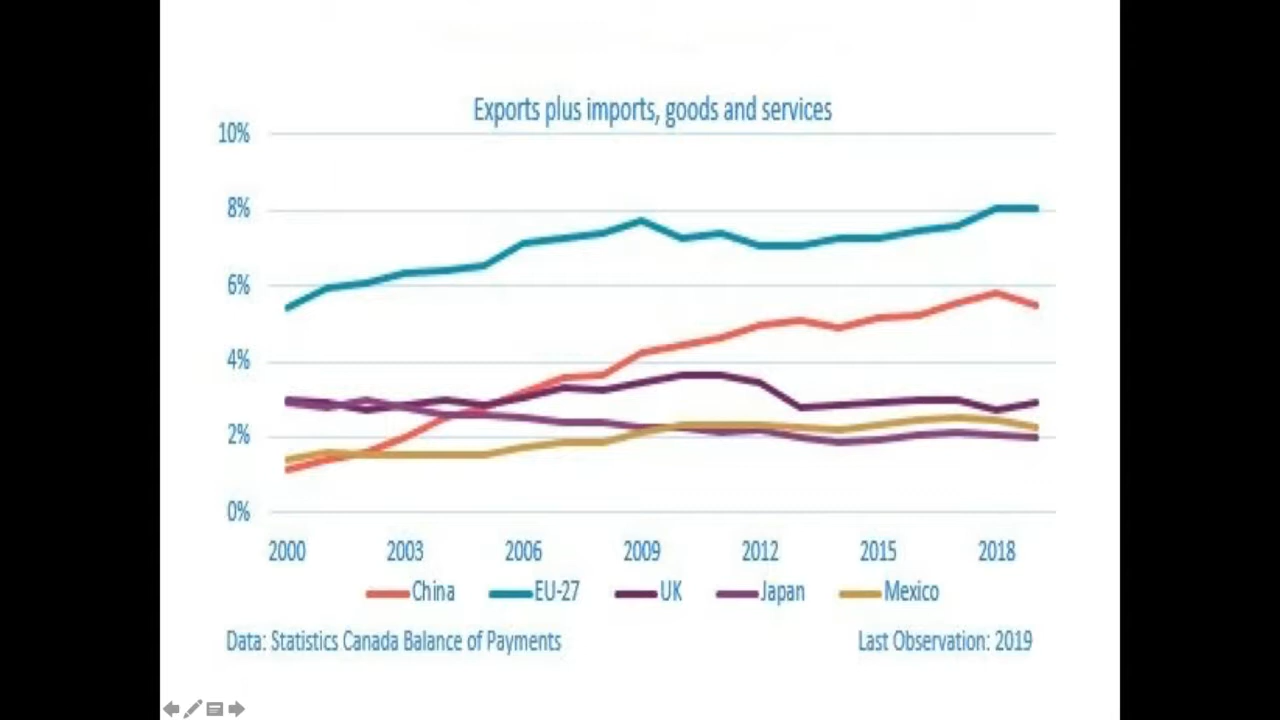 Exports plus imports, goods and services
10%
8%
6%
4%
2%
0%
2000 2003 2006 2009 2012 2015 2018
China EU-27 UK Japan Mexico
Data: Statistics Canada Balance of Payments Last Observation: 2019